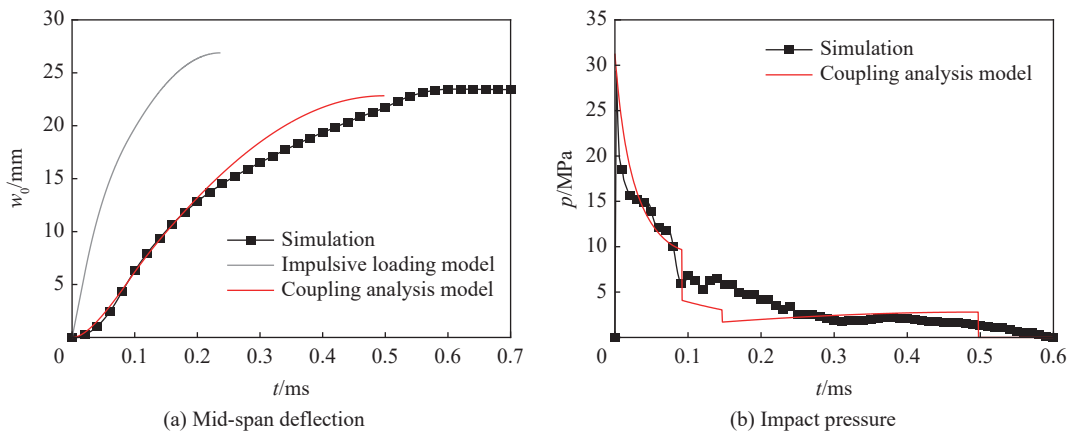 30
25
20
15
10
5
0
0.1
0.2
0.3
0.4
0.5
0.6
0.7
w0/mm
t/ms
Simulation
Impulsive loading model
Coupling analysis model
(a) Mid-span deflection
35
30
25
20
15
10
5
0
0.1
0.2
0.3
0.4
0.5
0.6
p/MPa
t/ms
Simulation
Coupling analysis model
(b) Impact pressure